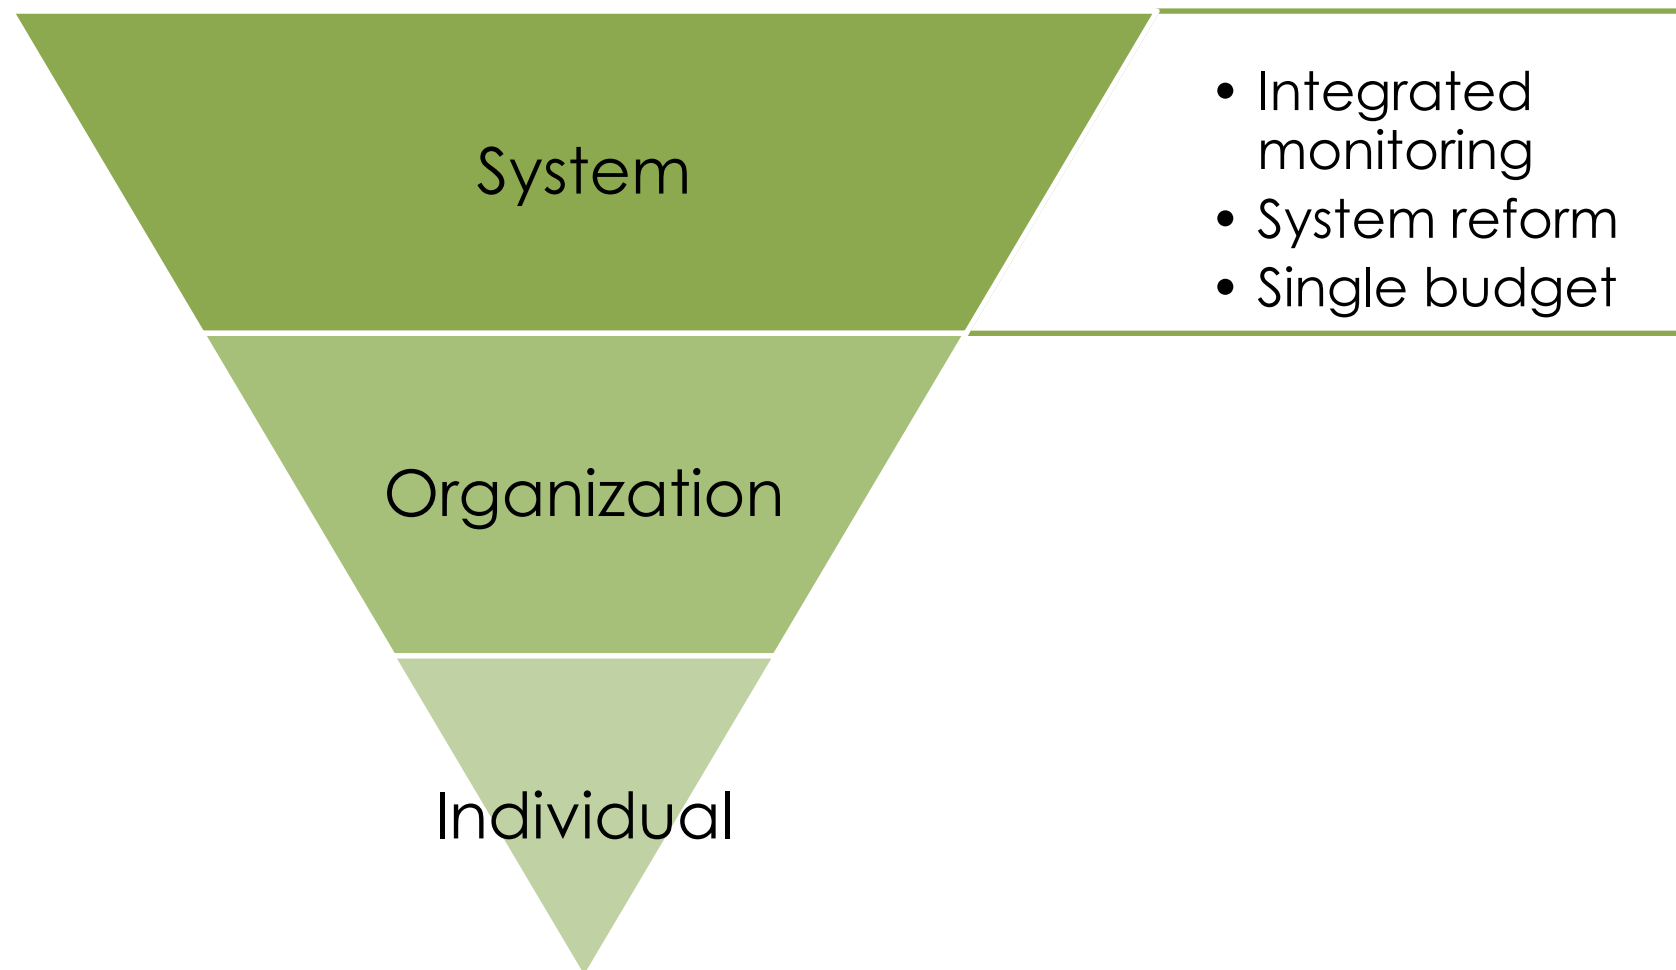 System
• Integrated
monitoring
• System reform
• Single budget
Organization
Individual